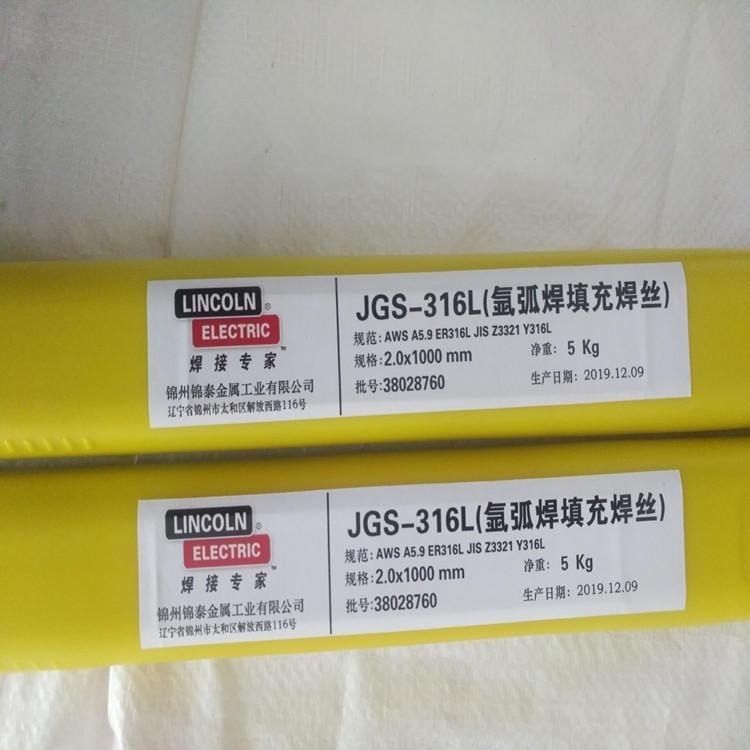 LINCOLN®
ELECTRIC™
焊接专家
锦州锦泰金属工业有限公司
辽宁省锦州市太和区解放西路116号
JGS-316L(氩弧焊填充焊丝)
规范: AWS A5.9 ER316L JIS Z3321 Y316L
规格: 2.0x1000 mm 净重: 5 Kg
批号: 38028760 生产日期: 2019.12.09
LINCOLN®
ELECTRIC™
焊接专家
锦州锦泰金属工业有限公司
辽宁省锦州市太和区解放西路116号
JGS-316L(氩弧焊填充焊丝)
规范: AWS A5.9 ER316L JIS Z3321 Y316L
规格: 2.0x1000 mm 净重: 5 Kg
批号: 38028760 生产日期: 2019.12.09